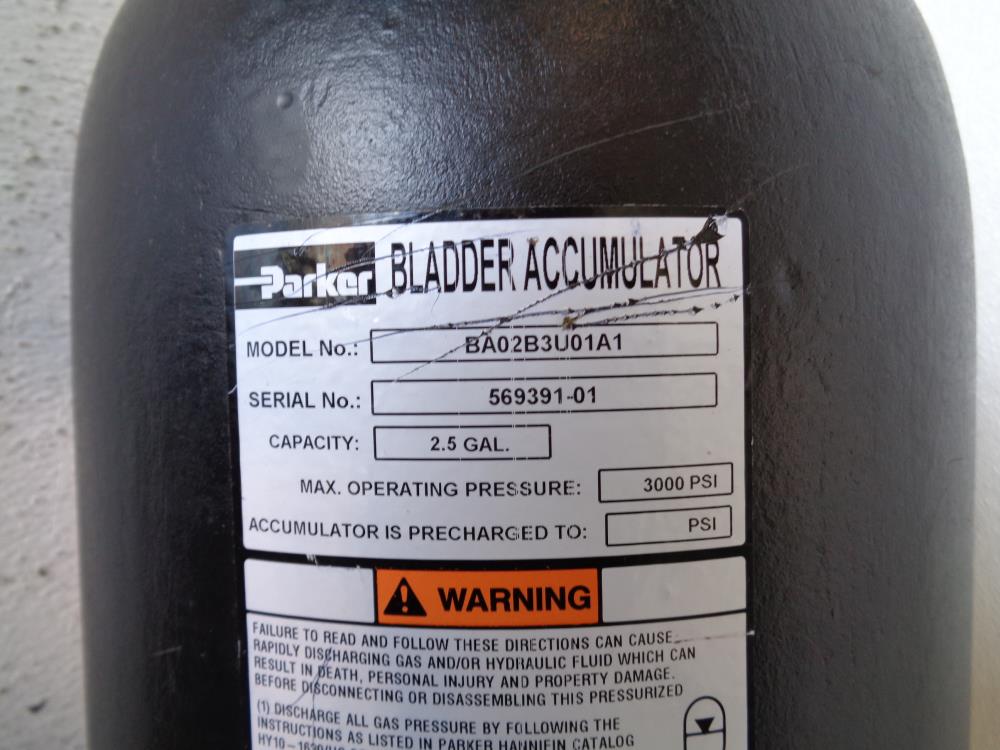 Parker BLADDER ACCUMULATOR
MODEL No.: BA02B3U01A1
SERIAL No.: 569391-01
CAPACITY: 2.5 GAL.
MAX. OPERATING PRESSURE: 3000 PSI
ACCUMULATOR IS PRECHARGED TO: PSI
WARNING
FAILURE TO READ AND FOLLOW THESE DIRECTIONS CAN CAUSE
RAPIDLY DISCHARGING GAS AND/OR HYDRAULIC FLUID WHICH CAN
RESULT IN DEATH, PERSONAL INJURY AND PROPERTY DAMAGE.
BEFORE DISCONNECTING OR DISASSEMBLING THIS PRESSURIZED
(1) DISCHARGE ALL GAS PRESSURE BY FOLLOWING THE
INSTRUCTIONS AS LISTED IN PARKER HANNIFIN CATALOG